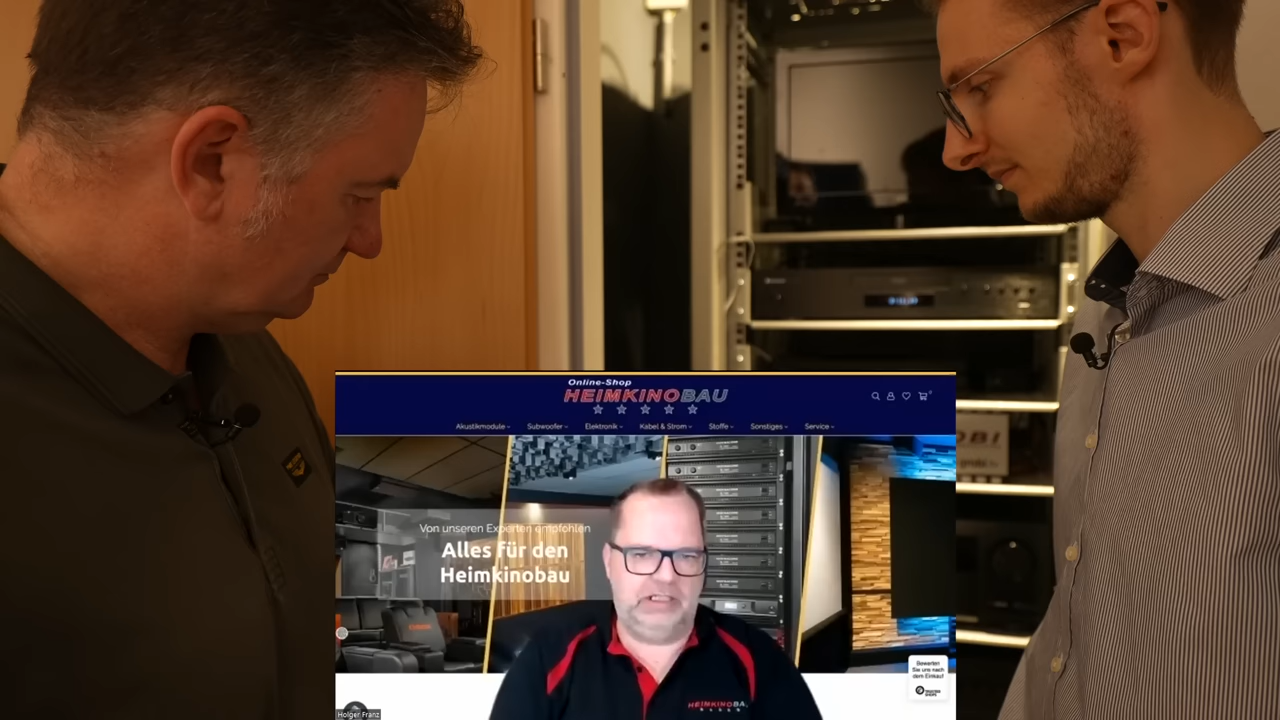 Online-Shop
HEIMKINOBAU
Akustikmodule
Subwoofer
Elektronik
Kabel & Strom
Stoffe
Sonstiges
Service
Von unseren Experten empfohlen
Alles für den
Heimkinobau
Bewerten
Sie uns nach
dem Einkauf
HEIMKINOBA
Holger Franz